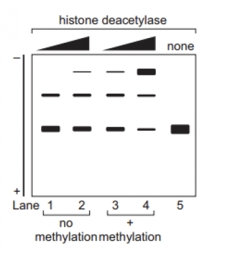 histone deacetylase
none
–
+
Lane 1 2 3 4 5
no +
methylation methylation